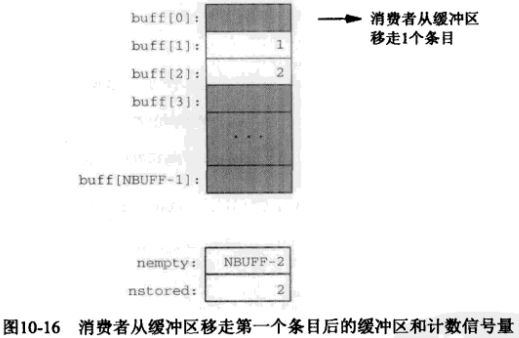 buff[0]:
消费者从缓冲区
移走1个条目
buff[1]: 1
buff[2]: 2
buff[3]:
...
buff[NBUFF-1]:
nempty: NBUFF-2
nstored: 2
图10-16 消费者从缓冲区移走第一个条目后的缓冲区和计数信号量